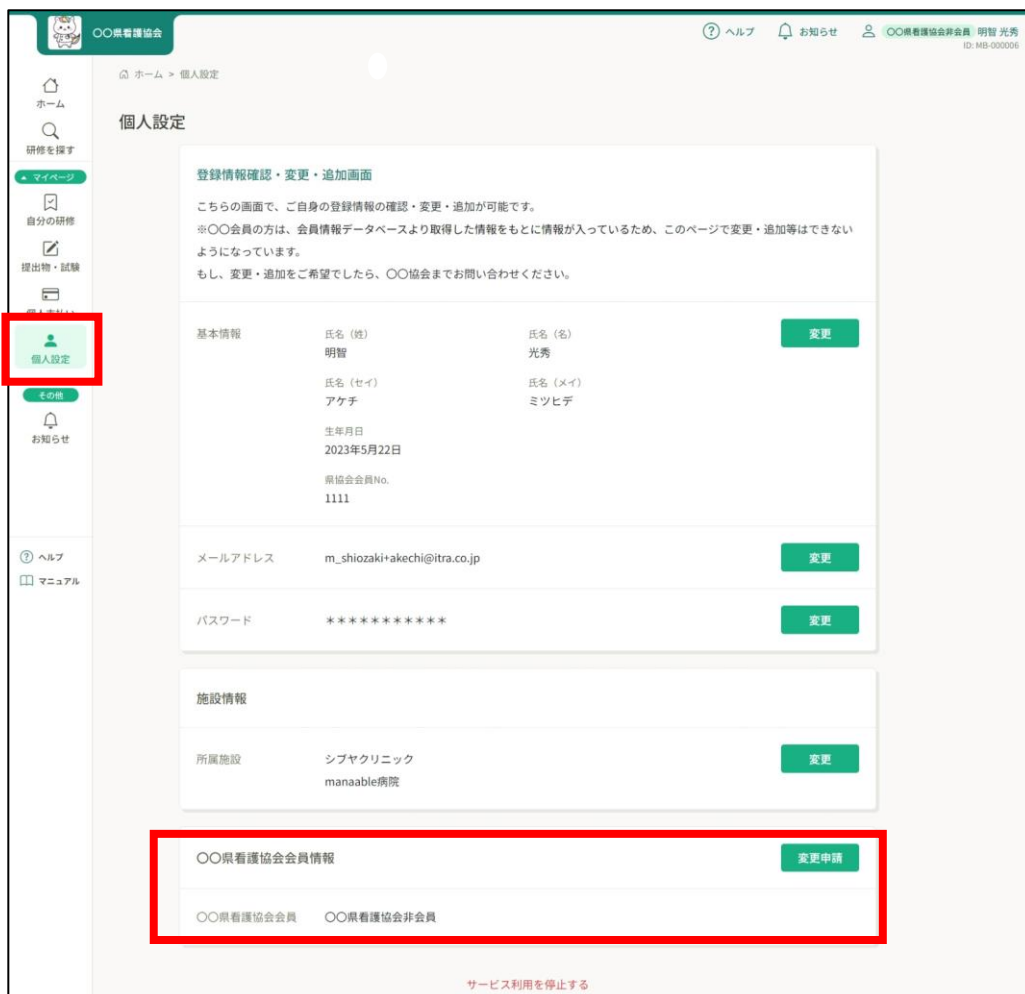 〇〇県看護協会
ヘルプ
お知らせ
〇〇県看護協会非会員 明智 光秀
ID: MB-000006
ホーム
研修を探す
マイページ
自分の研修
提出物・試験
個人支払い
個人設定
その他
お知らせ
ヘルプ
マニュアル
ホーム > 個人設定
個人設定
登録情報確認・変更・追加画面
こちらの画面で、ご自身の登録情報の確認・変更・追加が可能です。
※〇〇会員の方は、会員情報データベースより取得した情報をもとに情報が入っているため、このページで変更・追加等はできない
ようになっています。
もし、変更・追加をご希望でしたら、〇〇協会までお問い合わせください。
基本情報
氏名（姓） 氏名（名）
明智 光秀
変更
氏名（セイ） 氏名（メイ）
アケチ ミツヒデ
生年月日
2023年5月22日
県協会会員No.
1111
メールアドレス m_shiozaki+akechi@itra.co.jp 変更
パスワード ＊＊＊＊＊＊＊＊＊＊＊ 変更
施設情報
所属施設 シブヤクリニック 変更
manaable病院
〇〇県看護協会会員情報 変更申請
〇〇県看護協会会員 〇〇県看護協会非会員
サービス利用を停止する